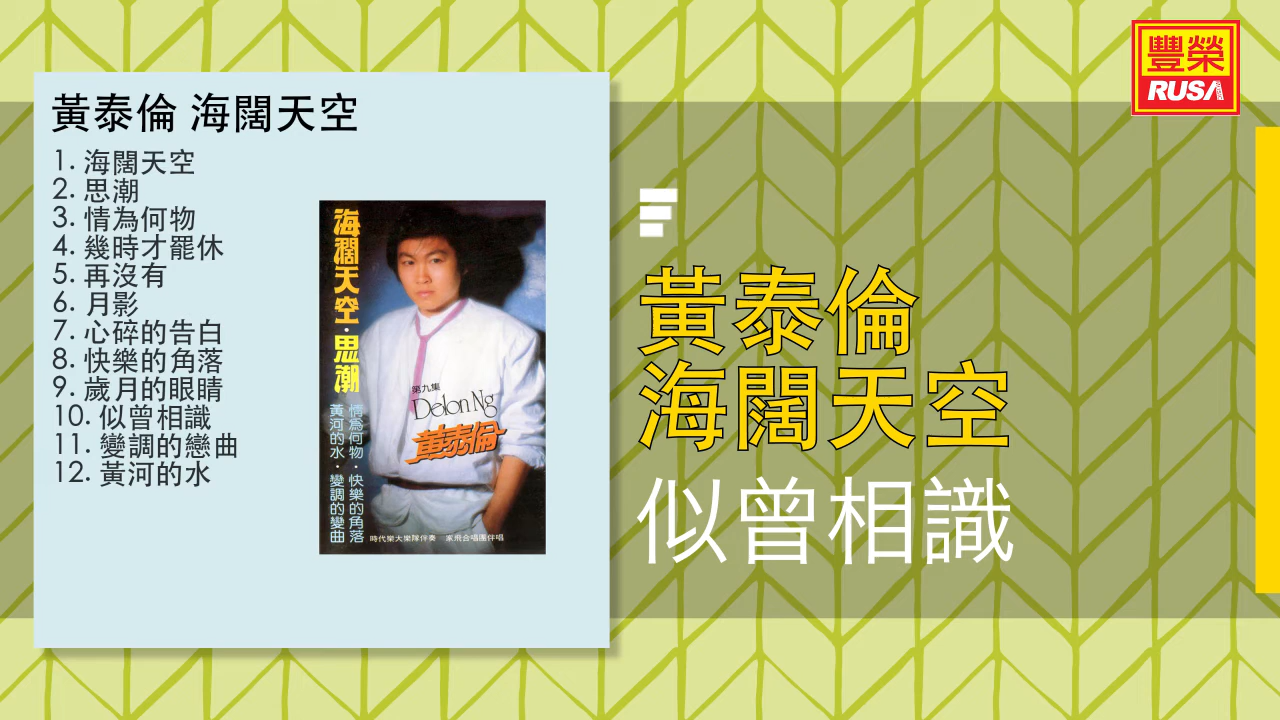 黃泰倫 海闊天空
1. 海闊天空
2. 思潮
3. 情為何物
4. 幾時才罷休
5. 再沒有
6. 月影
7. 心碎的告白
8. 快樂的角落
9. 歲月的眼睛
10. 似曾相識
11. 變調的戀曲
12. 黃河的水
海濶天空·思潮
情為何物·快樂的角落
黃河的水·變調的變曲
第九集
Delon Ng
黃泰倫
時代樂大樂隊伴奏 家飛合唱團伴唱
豐榮
RUSA
黃泰倫
海闊天空
似曾相識